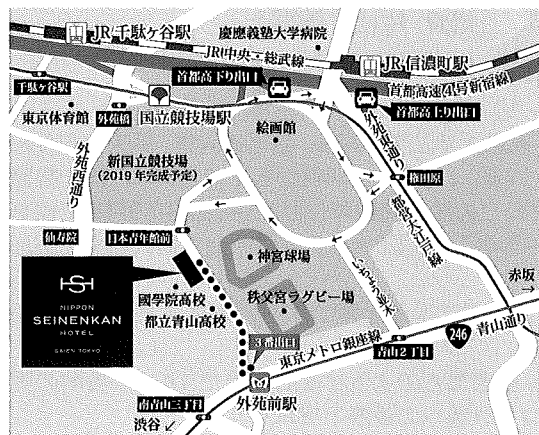 JR 千駄ヶ谷駅
慶應義塾大学病院
JR中央・総武線
JR 信濃町駅
首都高速4号新宿線
千駄ヶ谷駅
首都高下り出口
首都高上り出口
東京体育館
外苑橋
国立競技場駅
絵画館
外苑東通り
外苑西通り
新国立競技場
(2019年完成予定)
権田原
都営大江戸線
仙寿院
日本青年館前
神宮球場
いちょう並木
赤坂
→
HSH
NIPPON
SEINENKAN
HOTEL
GAIEN TOKYO
國學院高校
都立青山高校
秩父宮ラグビー場
3番出口
東京メトロ銀座線
青山2丁目
246
青山通り
外苑前駅
南青山三丁目
渋谷 ↙